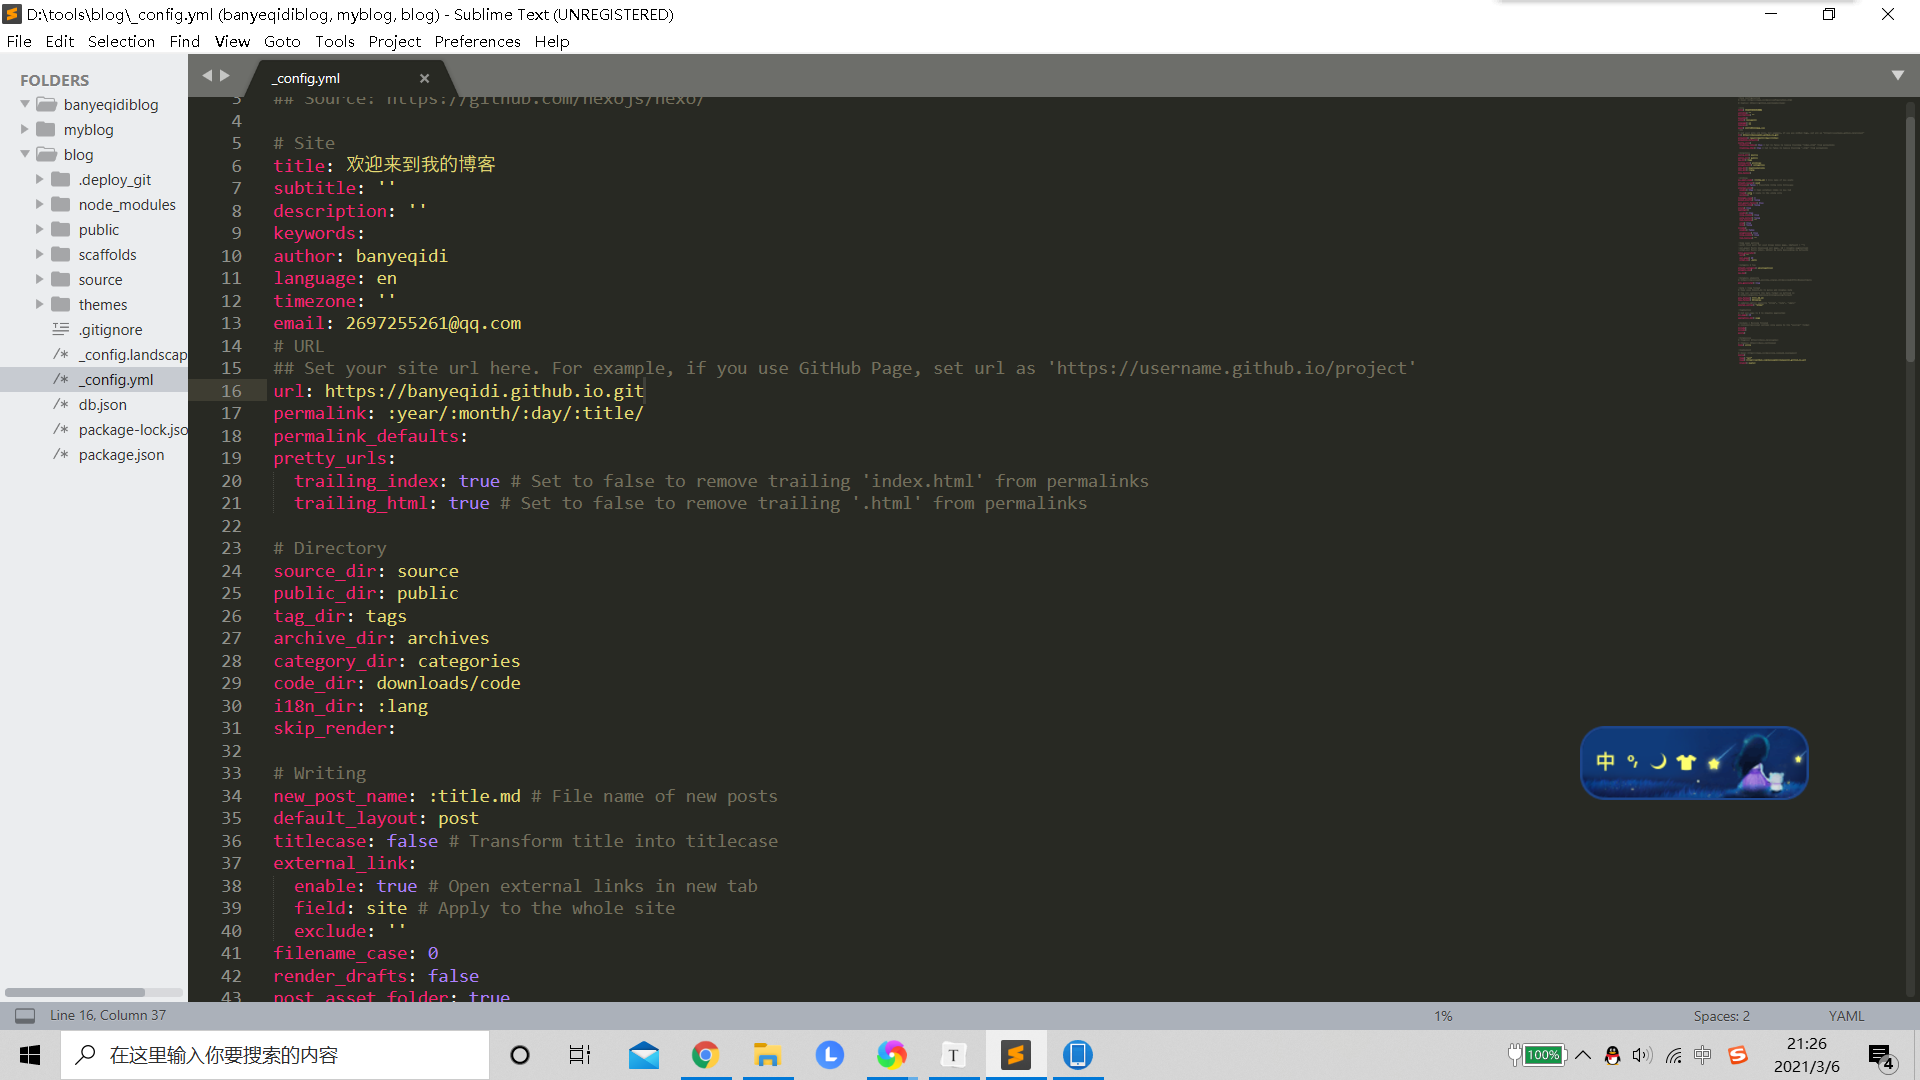 D:\tools\blog\_config.yml (banyeqidiblog, myblog, blog) - Sublime Text (UNREGISTERED)
File Edit Selection Find View Goto Tools Project Preferences Help
FOLDERS
banyeqidiblog
myblog
blog
.deploy_git
node_modules
public
scaffolds
source
themes
.gitignore
/* _config.landscap
/* _config.yml
/* db.json
/* package-lock.jso
/* package.json
_config.yml
3 ## Source: https://github.com/hexojs/hexo/
4
5 # Site
6 title: 欢迎来到我的博客
7 subtitle: ''
8 description: ''
9 keywords:
10 author: banyeqidi
11 language: en
12 timezone: ''
13 email: 2697255261@qq.com
14 # URL
15 ## Set your site url here. For example, if you use GitHub Page, set url as 'https://username.github.io/project'
16 url: https://banyeqidi.github.io.git
17 permalink: :year/:month/:day/:title/
18 permalink_defaults:
19 pretty_urls:
20 trailing_index: true # Set to false to remove trailing 'index.html' from permalinks
21 trailing_html: true # Set to false to remove trailing '.html' from permalinks
22
23 # Directory
24 source_dir: source
25 public_dir: public
26 tag_dir: tags
27 archive_dir: archives
28 category_dir: categories
29 code_dir: downloads/code
30 i18n_dir: :lang
31 skip_render:
32
33 # Writing
34 new_post_name: :title.md # File name of new posts
35 default_layout: post
36 titlecase: false # Transform title into titlecase
37 external_link:
38 enable: true # Open external links in new tab
39 field: site # Apply to the whole site
40 exclude: ''
41 filename_case: 0
42 render_drafts: false
43 post_asset_folder: true
中
Line 16, Column 37
1%
Spaces: 2
YAML
在这里输入你要搜索的内容
L
T
100%
中
21:26
2021/3/6
4